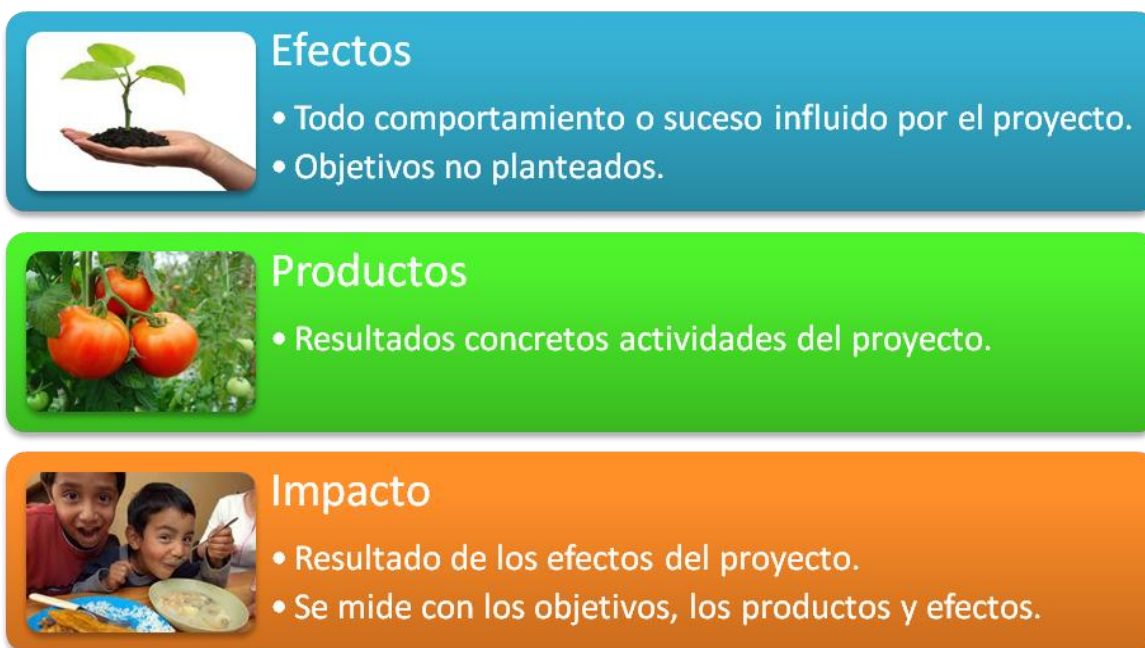 Efectos
• Todo comportamiento o suceso influido por el proyecto.
• Objetivos no planteados.
Productos
• Resultados concretos actividades del proyecto.
Impacto
• Resultado de los efectos del proyecto.
• Se mide con los objetivos, los productos y efectos.